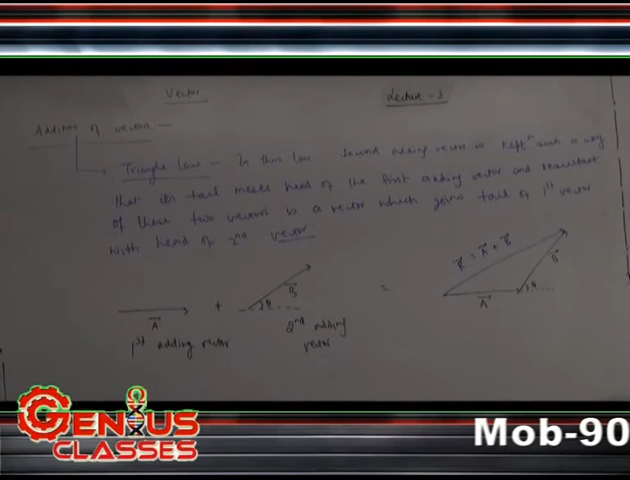 Vector
Lecture - 3
Addition of vectors -
Triangle law - In this law second adding vector is kept in such a way
that it's tail meets head of the first adding vector and resultant
of these two vectors is a vector which joins tail of 1st vector
with head of 2nd vector.
R = A + B
A + B = A B
θ θ
1st adding vector
2nd adding
vector
GENIUS
CLASSES
Mob-90